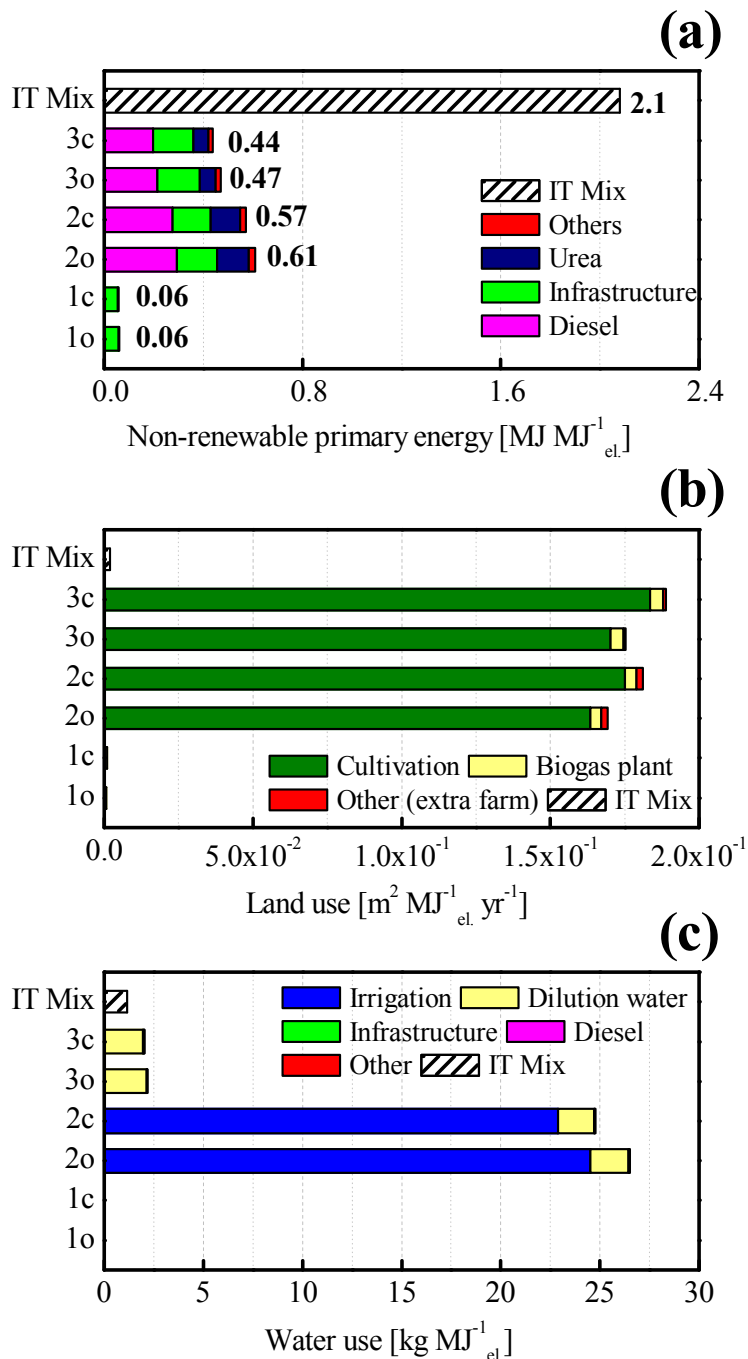 (a)
IT Mix
2.1
3c
0.44
3o
0.47
IT Mix
2c
0.57
Others
2o
0.61
Urea
1c
0.06
Infrastructure
1o
0.06
Diesel
0.0 0.8 1.6 2.4
Non-renewable primary energy [MJ MJ⁻¹el.]
(b)
IT Mix
3c
3o
2c
2o
1c
Cultivation Biogas plant
1o
Other (extra farm) IT Mix
0.0 5.0x10⁻² 1.0x10⁻¹ 1.5x10⁻¹ 2.0x10⁻¹
Land use [m² MJ⁻¹el. yr⁻¹]
(c)
IT Mix
Irrigation Dilution water
3c
Infrastructure Diesel
3o
Other IT Mix
2c
2o
1c
1o
0 5 10 15 20 25 30
Water use [kg MJ⁻¹el.]